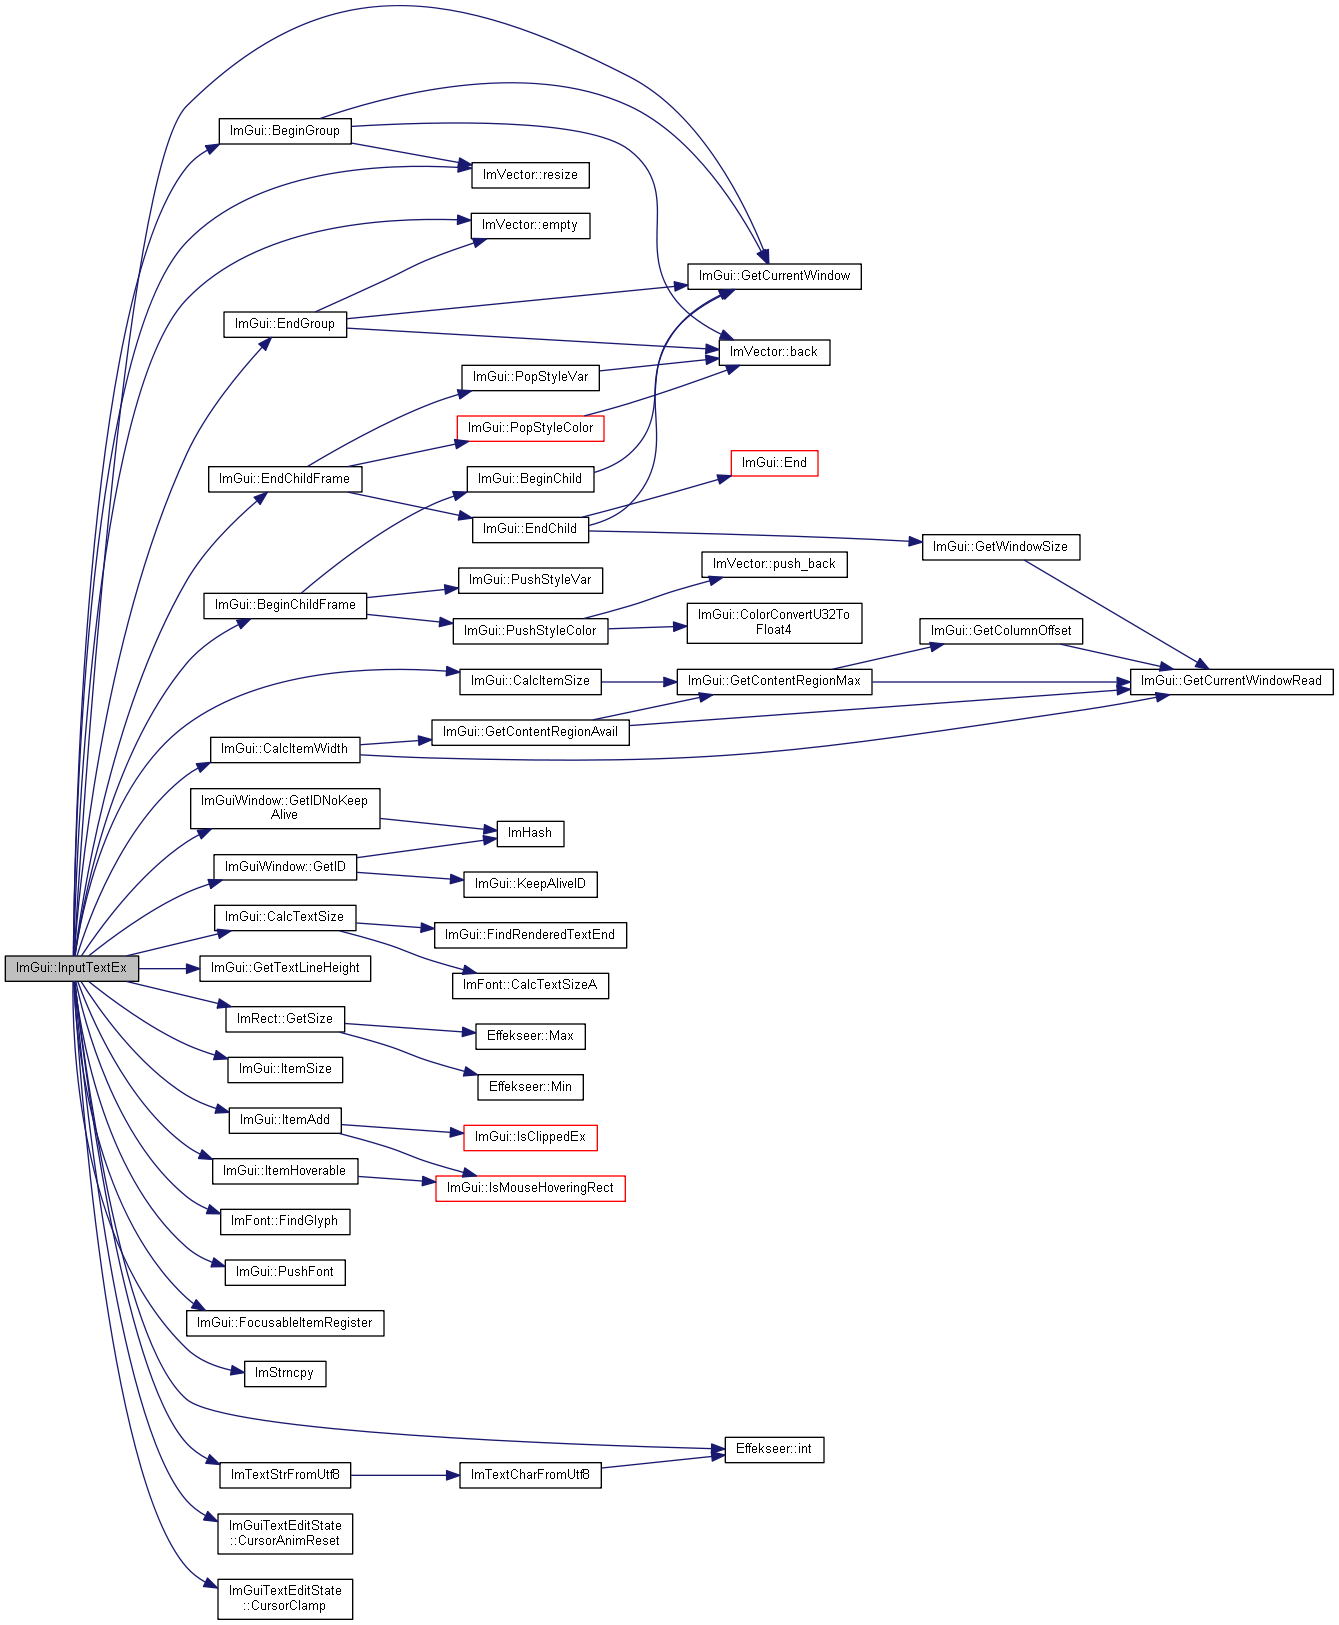 ImGui::BeginGroup
ImVector::resize
ImVector::empty
ImGui::GetCurrentWindow
ImGui::EndGroup
ImVector::back
ImGui::PopStyleVar
ImGui::PopStyleColor
ImGui::End
ImGui::EndChildFrame
ImGui::BeginChild
ImGui::EndChild
ImGui::GetWindowSize
ImVector::push_back
ImGui::PushStyleVar
ImGui::BeginChildFrame
ImGui::ColorConvertU32To
Float4
ImGui::PushStyleColor
ImGui::GetColumnOffset
ImGui::CalcItemSize
ImGui::GetContentRegionMax
ImGui::GetCurrentWindowRead
ImGui::GetContentRegionAvail
ImGui::CalcItemWidth
ImGuiWindow::GetIDNoKeep
Alive
ImHash
ImGuiWindow::GetID
ImGui::KeepAliveID
ImGui::CalcTextSize
ImGui::FindRenderedTextEnd
ImGui::InputTextEx
ImGui::GetTextLineHeight
ImFont::CalcTextSizeA
ImRect::GetSize
Effekseer::Max
ImGui::ItemSize
Effekseer::Min
ImGui::ItemAdd
ImGui::IsClippedEx
ImGui::ItemHoverable
ImGui::IsMouseHoveringRect
ImFont::FindGlyph
ImGui::PushFont
ImGui::FocusableItemRegister
ImStrncpy
Effekseer::int
ImTextStrFromUtf8
ImTextCharFromUtf8
ImGuiTextEditState
::CursorAnimReset
ImGuiTextEditState
::CursorClamp